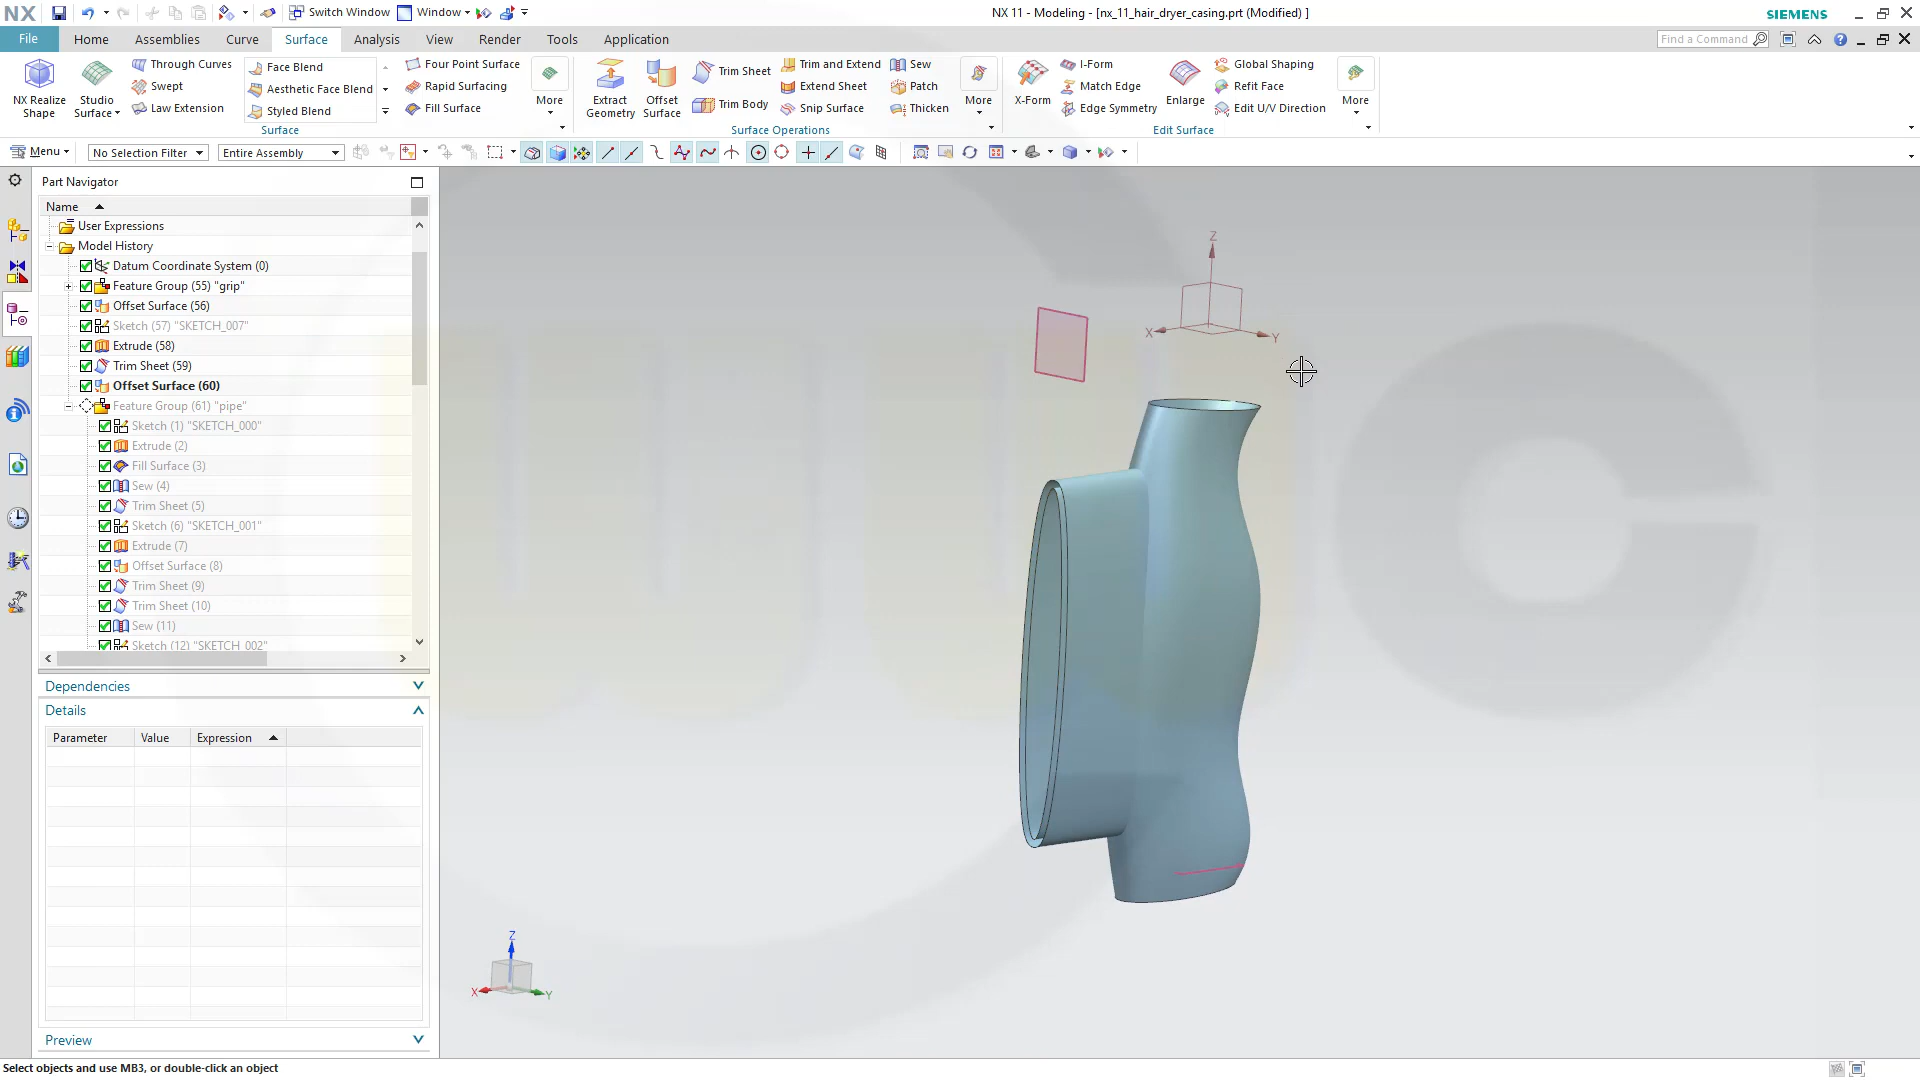 NX
Switch Window
Window
NX 11 - Modeling - [nx_11_hair_dryer_casing.prt (Modified) ]
SIEMENS
File
Home
Assemblies
Curve
Surface
Analysis
View
Render
Tools
Application
Find a Command
NX Realize Shape
Studio Surface
Through Curves
Swept
Law Extension
Face Blend
Aesthetic Face Blend
Styled Blend
Four Point Surface
Rapid Surfacing
Fill Surface
More
Surface
Extract Geometry
Offset Surface
Trim Sheet
Trim Body
Trim and Extend
Extend Sheet
Snip Surface
Sew
Patch
Thicken
More
Surface Operations
X-Form
I-Form
Match Edge
Edge Symmetry
Enlarge
Global Shaping
Refit Face
Edit U/V Direction
More
Edit Surface
Menu
No Selection Filter
Entire Assembly
Part Navigator
Name
User Expressions
Model History
Datum Coordinate System (0)
Feature Group (55) "grip"
Offset Surface (56)
Sketch (57) "SKETCH_007"
Extrude (58)
Trim Sheet (59)
Offset Surface (60)
Feature Group (61) "pipe"
Sketch (1) "SKETCH_000"
Extrude (2)
Fill Surface (3)
Sew (4)
Trim Sheet (5)
Sketch (6) "SKETCH_001"
Extrude (7)
Offset Surface (8)
Trim Sheet (9)
Trim Sheet (10)
Sew (11)
Sketch (12) "SKETCH_002"
Dependencies
Details
Parameter
Value
Expression
Preview
Z
X
Y
Z
X
Y
Select objects and use MB3, or double-click an object